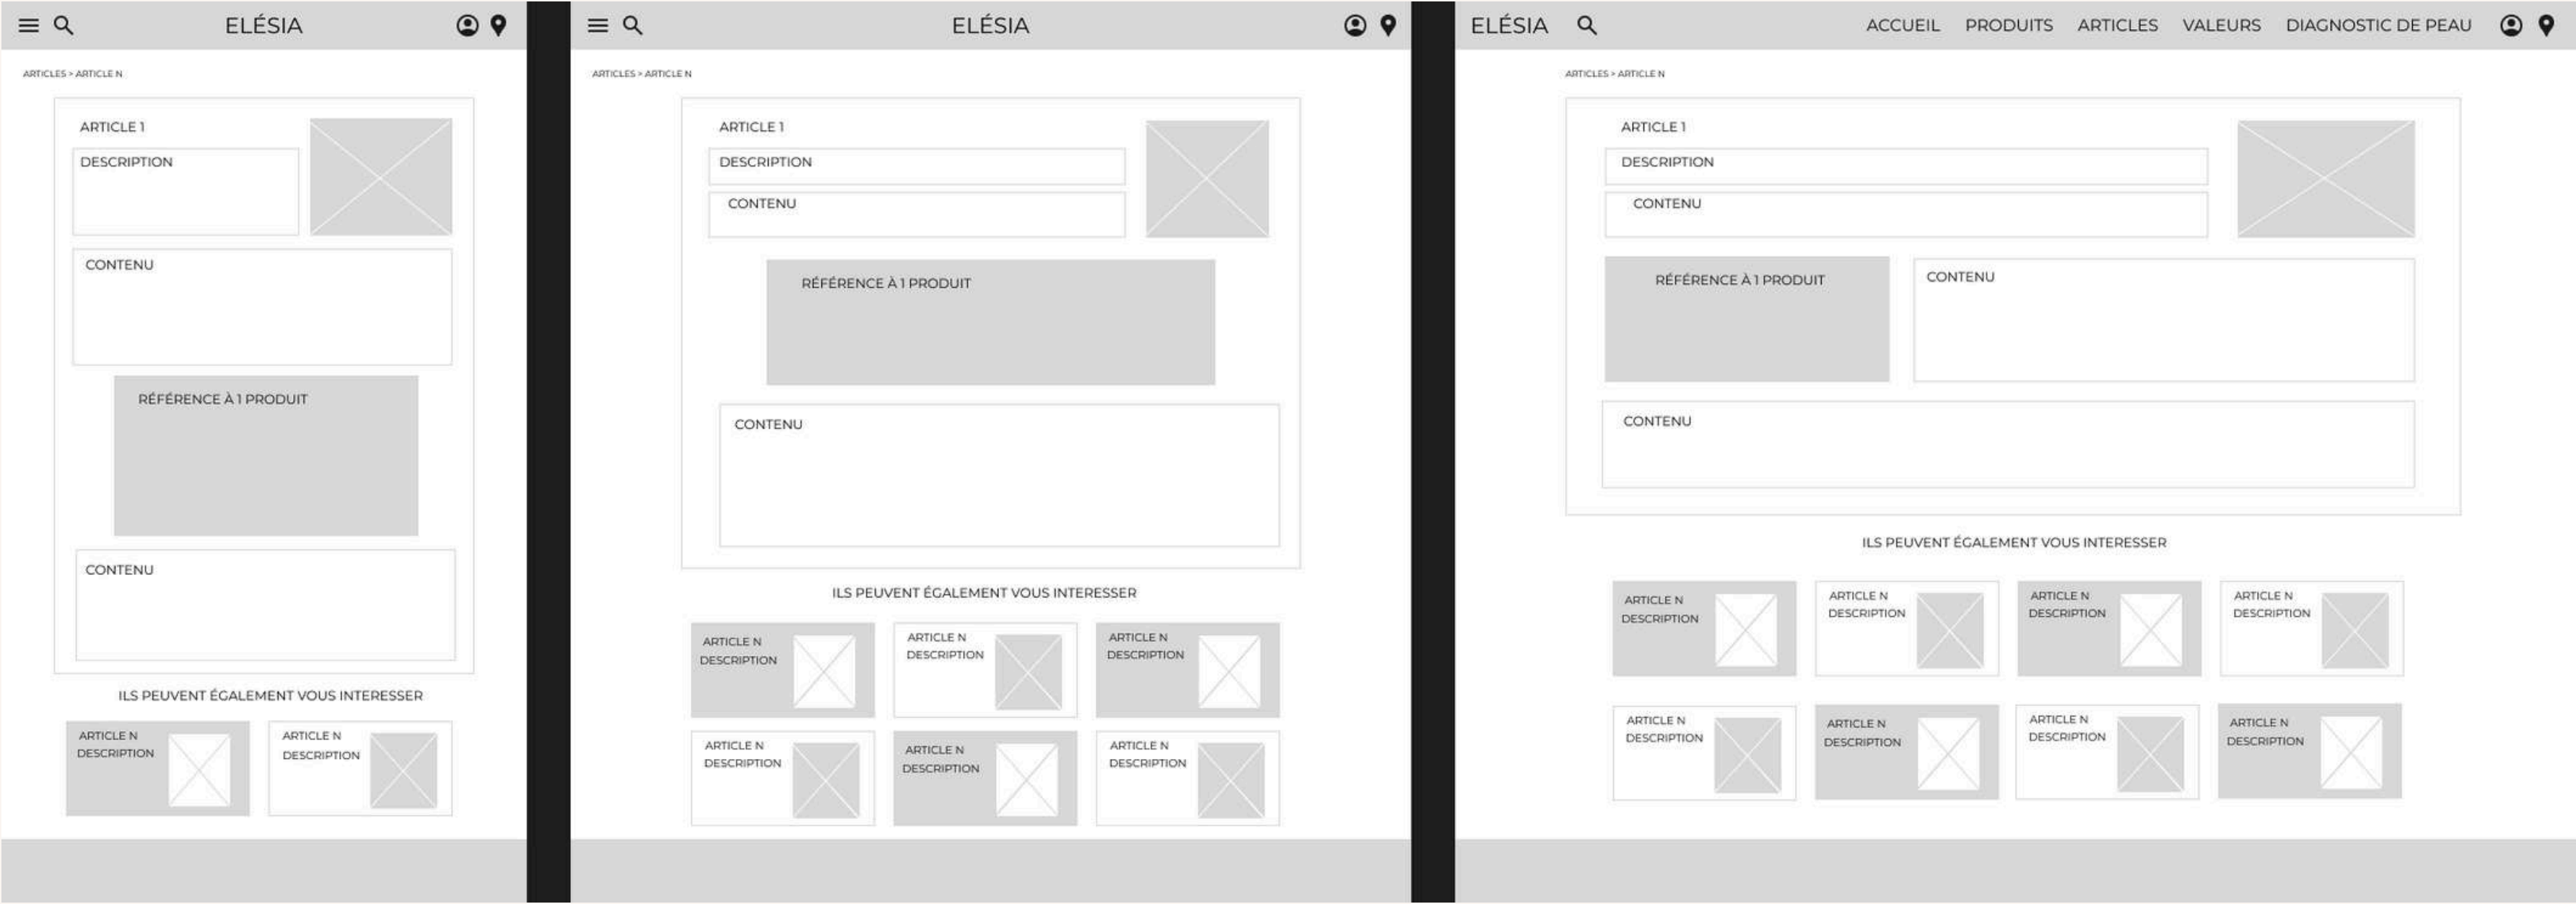 ELÉSIA
ARTICLES > ARTICLE N
ARTICLE 1
DESCRIPTION
CONTENU
RÉFÉRENCE À 1 PRODUIT
CONTENU
ILS PEUVENT ÉGALEMENT VOUS INTERESSER
ARTICLE N
DESCRIPTION
ARTICLE N
DESCRIPTION
ELÉSIA
ARTICLES > ARTICLE N
ARTICLE 1
DESCRIPTION
CONTENU
RÉFÉRENCE À 1 PRODUIT
CONTENU
ILS PEUVENT ÉGALEMENT VOUS INTERESSER
ARTICLE N
DESCRIPTION
ARTICLE N
DESCRIPTION
ARTICLE N
DESCRIPTION
ARTICLE N
DESCRIPTION
ARTICLE N
DESCRIPTION
ARTICLE N
DESCRIPTION
ELÉSIA ACCUEIL PRODUITS ARTICLES VALEURS DIAGNOSTIC DE PEAU
ARTICLES > ARTICLE N
ARTICLE 1
DESCRIPTION
CONTENU
RÉFÉRENCE À 1 PRODUIT
CONTENU
CONTENU
ILS PEUVENT ÉGALEMENT VOUS INTERESSER
ARTICLE N
DESCRIPTION
ARTICLE N
DESCRIPTION
ARTICLE N
DESCRIPTION
ARTICLE N
DESCRIPTION
ARTICLE N
DESCRIPTION
ARTICLE N
DESCRIPTION
ARTICLE N
DESCRIPTION
ARTICLE N
DESCRIPTION